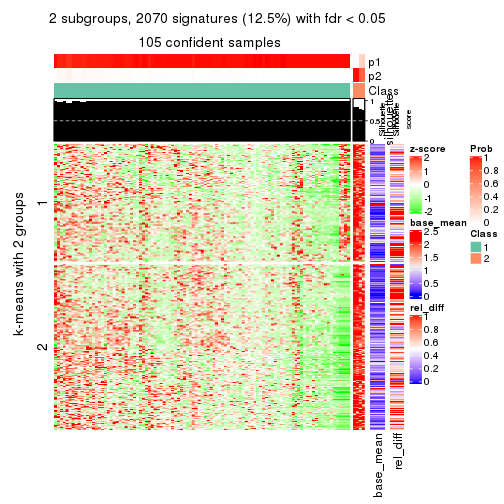 2 subgroups, 2070 signatures (12.5%) with fdr < 0.05
105 confident samples
p1
p2
Class
silhouette
score
1
0.5
0
k-means with 2 groups
1
2
base_mean
rel_diff
z-score
2
1
0
-1
-2
base_mean
2.5
2
1.5
1
0.5
0
rel_diff
1
0.8
0.6
0.4
0.2
0
Prob
1
0.8
0.6
0.4
0.2
0
Class
1
2